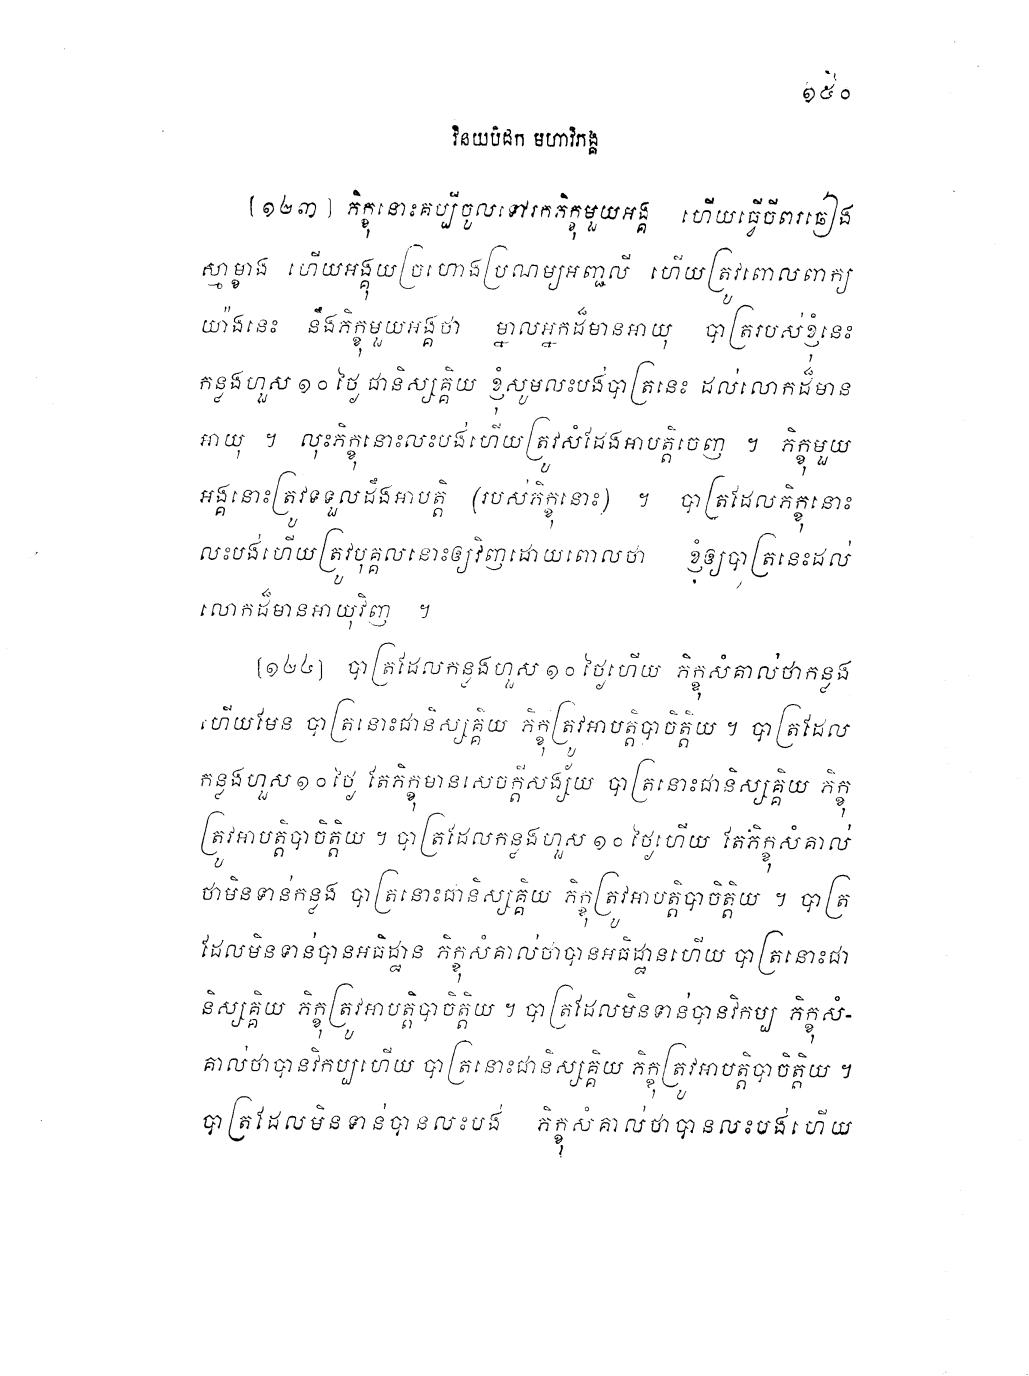 ១៥០
វិនយបិដក មហាវិភង្គ
[១២៣] ភិក្ខុនោះគប្បីចូលទៅរកភិក្ខុមួយអង្គ ហើយធ្វើចីពរឆៀង
ស្មាម្ខាង ហើយអង្គុយច្រហោងប្រណម្យអញ្ជលី ហើយត្រូវពោលពាក្យ
យ៉ាងនេះ នឹងភិក្ខុមួយអង្គថា ម្នាលអ្នកដ៏មានអាយុ បាត្ររបស់ខ្ញុំនេះ
កន្លងហួស ១០ ថ្ងៃ ជានិស្សគ្គិយ ខ្ញុំសូមលះបង់បាត្រនេះ ដល់លោកដ៏មាន
អាយុ ។ លុះភិក្ខុនោះលះបង់ហើយត្រូវសំដែងអាបត្តិចេញ ។ ភិក្ខុមួយ
អង្គនោះត្រូវទទួលដឹងអាបត្តិ (របស់ភិក្ខុនោះ) ។ បាត្រដែលភិក្ខុនោះ
លះបង់ហើយត្រូវបុគ្គលនោះឲ្យវិញដោយពោលថា ខ្ញុំឲ្យបាត្រនេះដល់
លោកដ៏មានអាយុវិញ ។
[១២៤] បាត្រដែលកន្លងហួស ១០ ថ្ងៃហើយ ភិក្ខុសំគាល់ថាកន្លង
ហើយមែន បាត្រនោះជានិស្សគ្គិយ ភិក្ខុត្រូវអាបត្តិបាចិត្តិយ ។ បាត្រដែល
កន្លងហួស ១០ ថ្ងៃ តែភិក្ខុមានសេចក្តីសង្ស័យ បាត្រនោះជានិស្សគ្គិយ ភិក្ខុ
ត្រូវអាបត្តិបាចិត្តិយ ។ បាត្រដែលកន្លងហួស ១០ ថ្ងៃហើយ តែភិក្ខុសំគាល់
ថាមិនទាន់កន្លង បាត្រនោះជានិស្សគ្គិយ ភិក្ខុត្រូវអាបត្តិបាចិត្តិយ ។ បាត្រ
ដែលមិនទាន់បានអធិដ្ឋាន ភិក្ខុសំគាល់ថាបានអធិដ្ឋានហើយ បាត្រនោះជា
និស្សគ្គិយ ភិក្ខុត្រូវអាបត្តិបាចិត្តិយ ។ បាត្រដែលមិនទាន់បានវិកប្ប ភិក្ខុសំ-
គាល់ថាបានវិកប្បហើយ បាត្រនោះជានិស្សគ្គិយ ភិក្ខុត្រូវអាបត្តិបាចិត្តិយ ។
បាត្រដែលមិនទាន់បានលះបង់ ភិក្ខុសំគាល់ថាបានលះបង់ហើយ